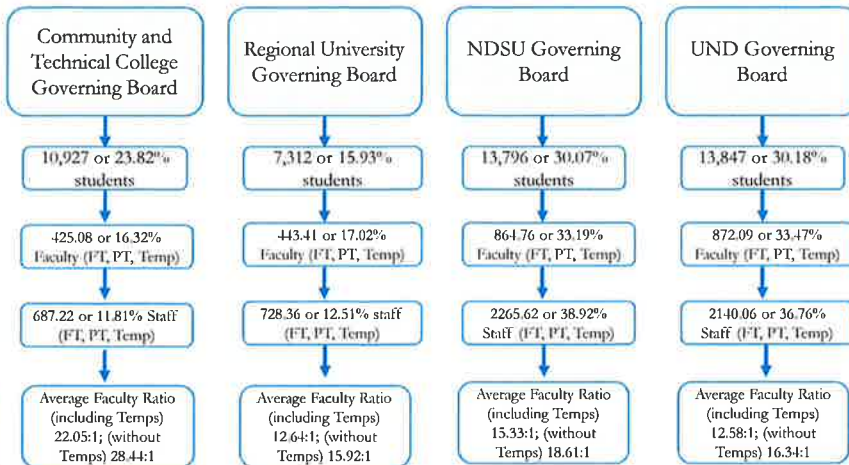 Community and
Technical College
Governing Board
10,927 or 23.82%
students
425.08 or 16.32%
Faculty (FT, PT, Temp)
687.22 or 11.81% Staff
(FT, PT, Temp)
Average Faculty Ratio
(including Temps)
22.05:1; (without
Temps) 28.44:1
Regional University
Governing Board
7,312 or 15.93%
students
443.41 or 17.02%
Faculty (FT, PT, Temp)
728.36 or 12.51% staff
(FT, PT, Temp)
Average Faculty Ratio
(including Temps)
12.64:1; (without
Temps) 15.92:1
NDSU Governing
Board
13,796 or 30.07%
students
864.76 or 33.19%
Faculty (FT, PT, Temp)
2265.62 or 38.92%
Staff (FT, PT, Temp)
Average Faculty Ratio
(including Temps)
15.33:1; (without
Temps) 18.61:1
UND Governing
Board
13,847 or 30.18%
students
872.09 or 33.47%
Faculty (FT, PT, Temp)
2140.06 or 36.76%
Staff (FT, PT, Temp)
Average Faculty Ratio
(including Temps)
12.58:1; (without
Temps) 16.34:1